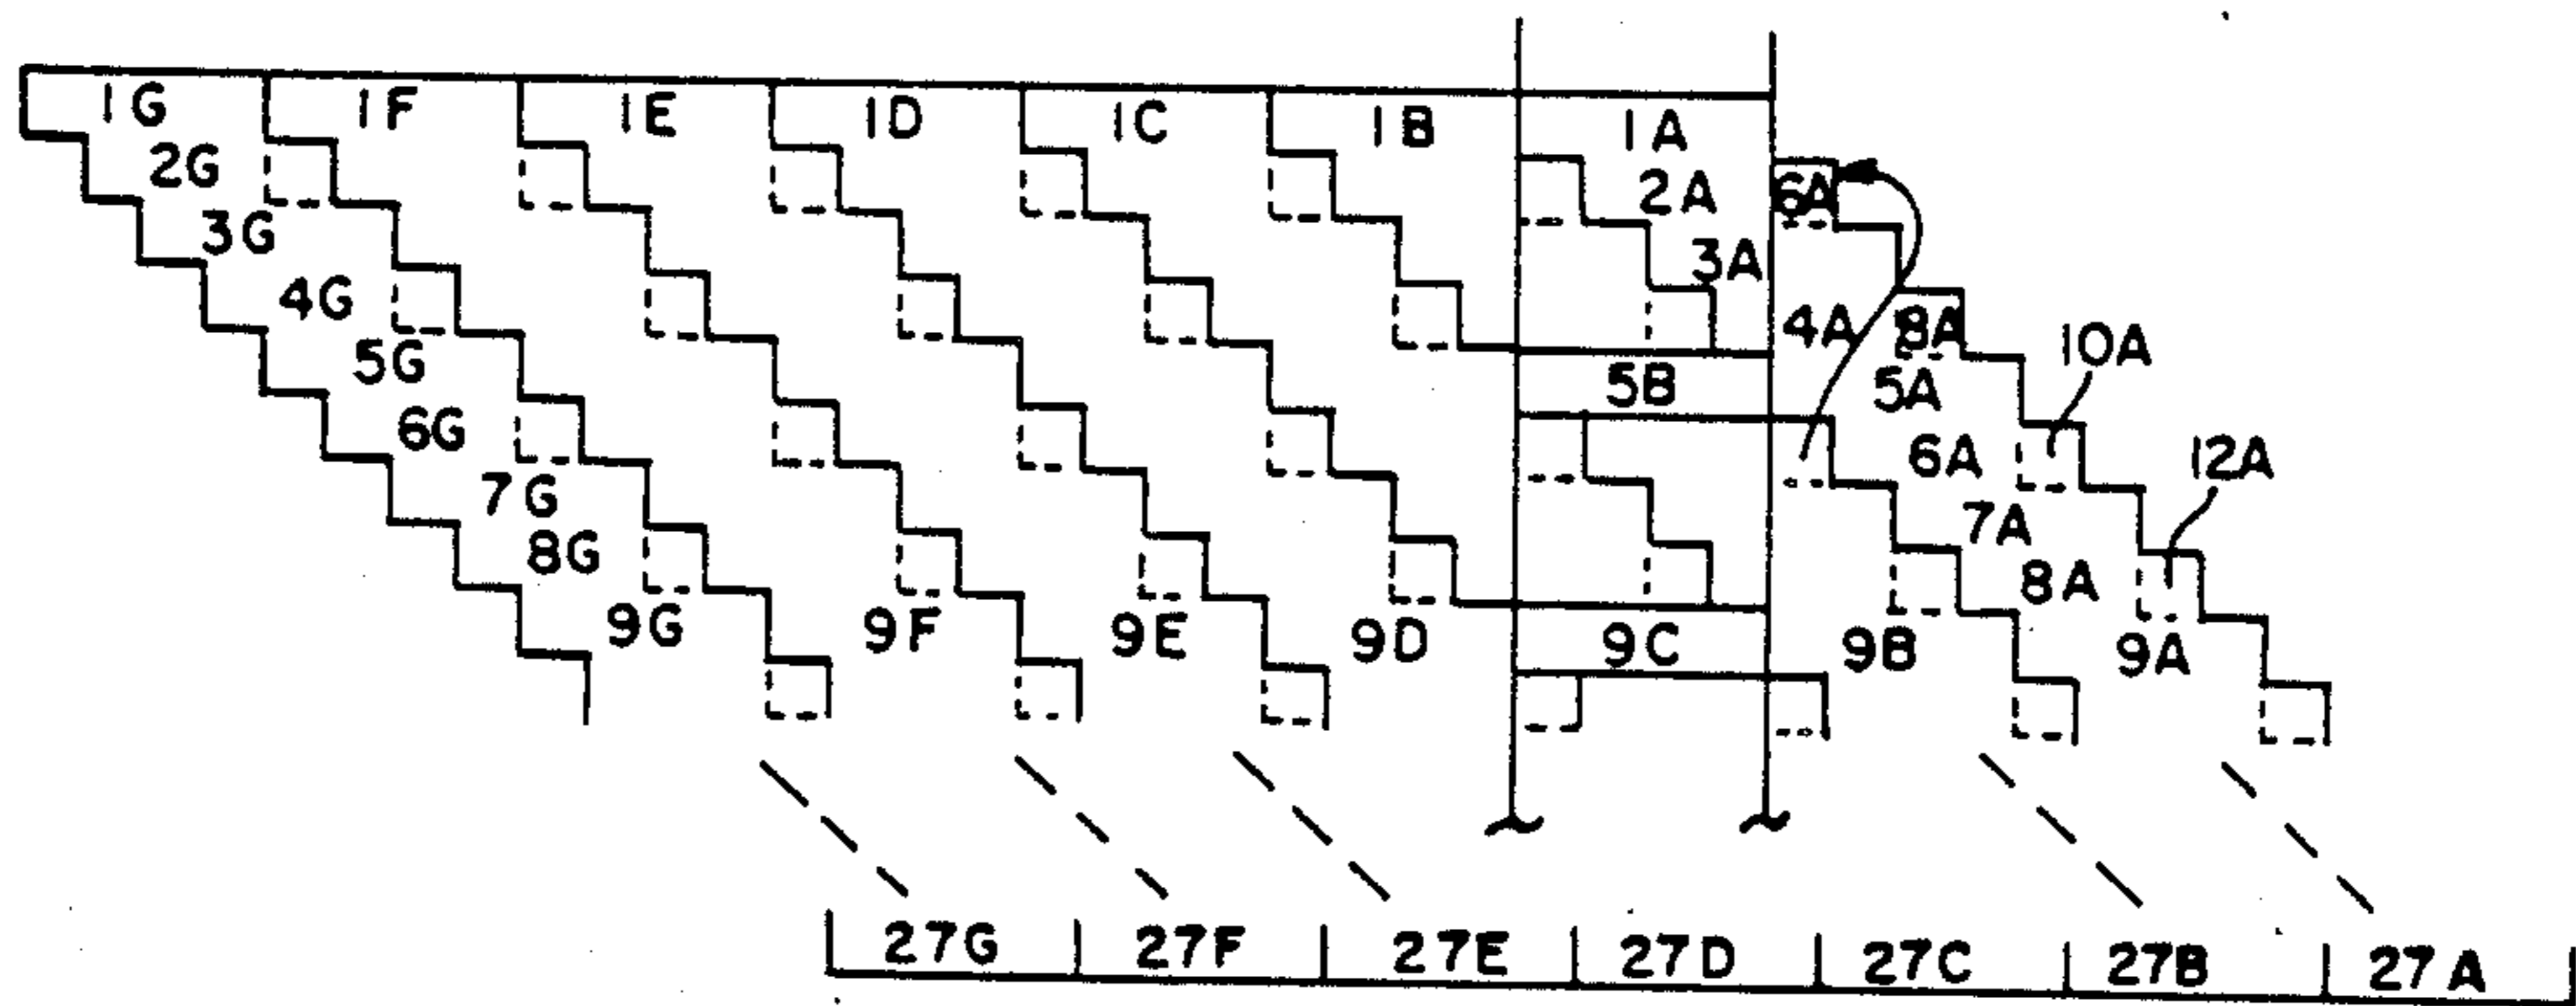 1G 1F 1E 1D 1C 1B 1A
2G 2A 6A
3G 3A
4G 4A 8A 10A
5G 5B 5A
6G 6A 12A
7G 7A
8G 8A
9G 9F 9E 9D 9C 9B 9A
27G 27F 27E 27D 27C 27B 27A